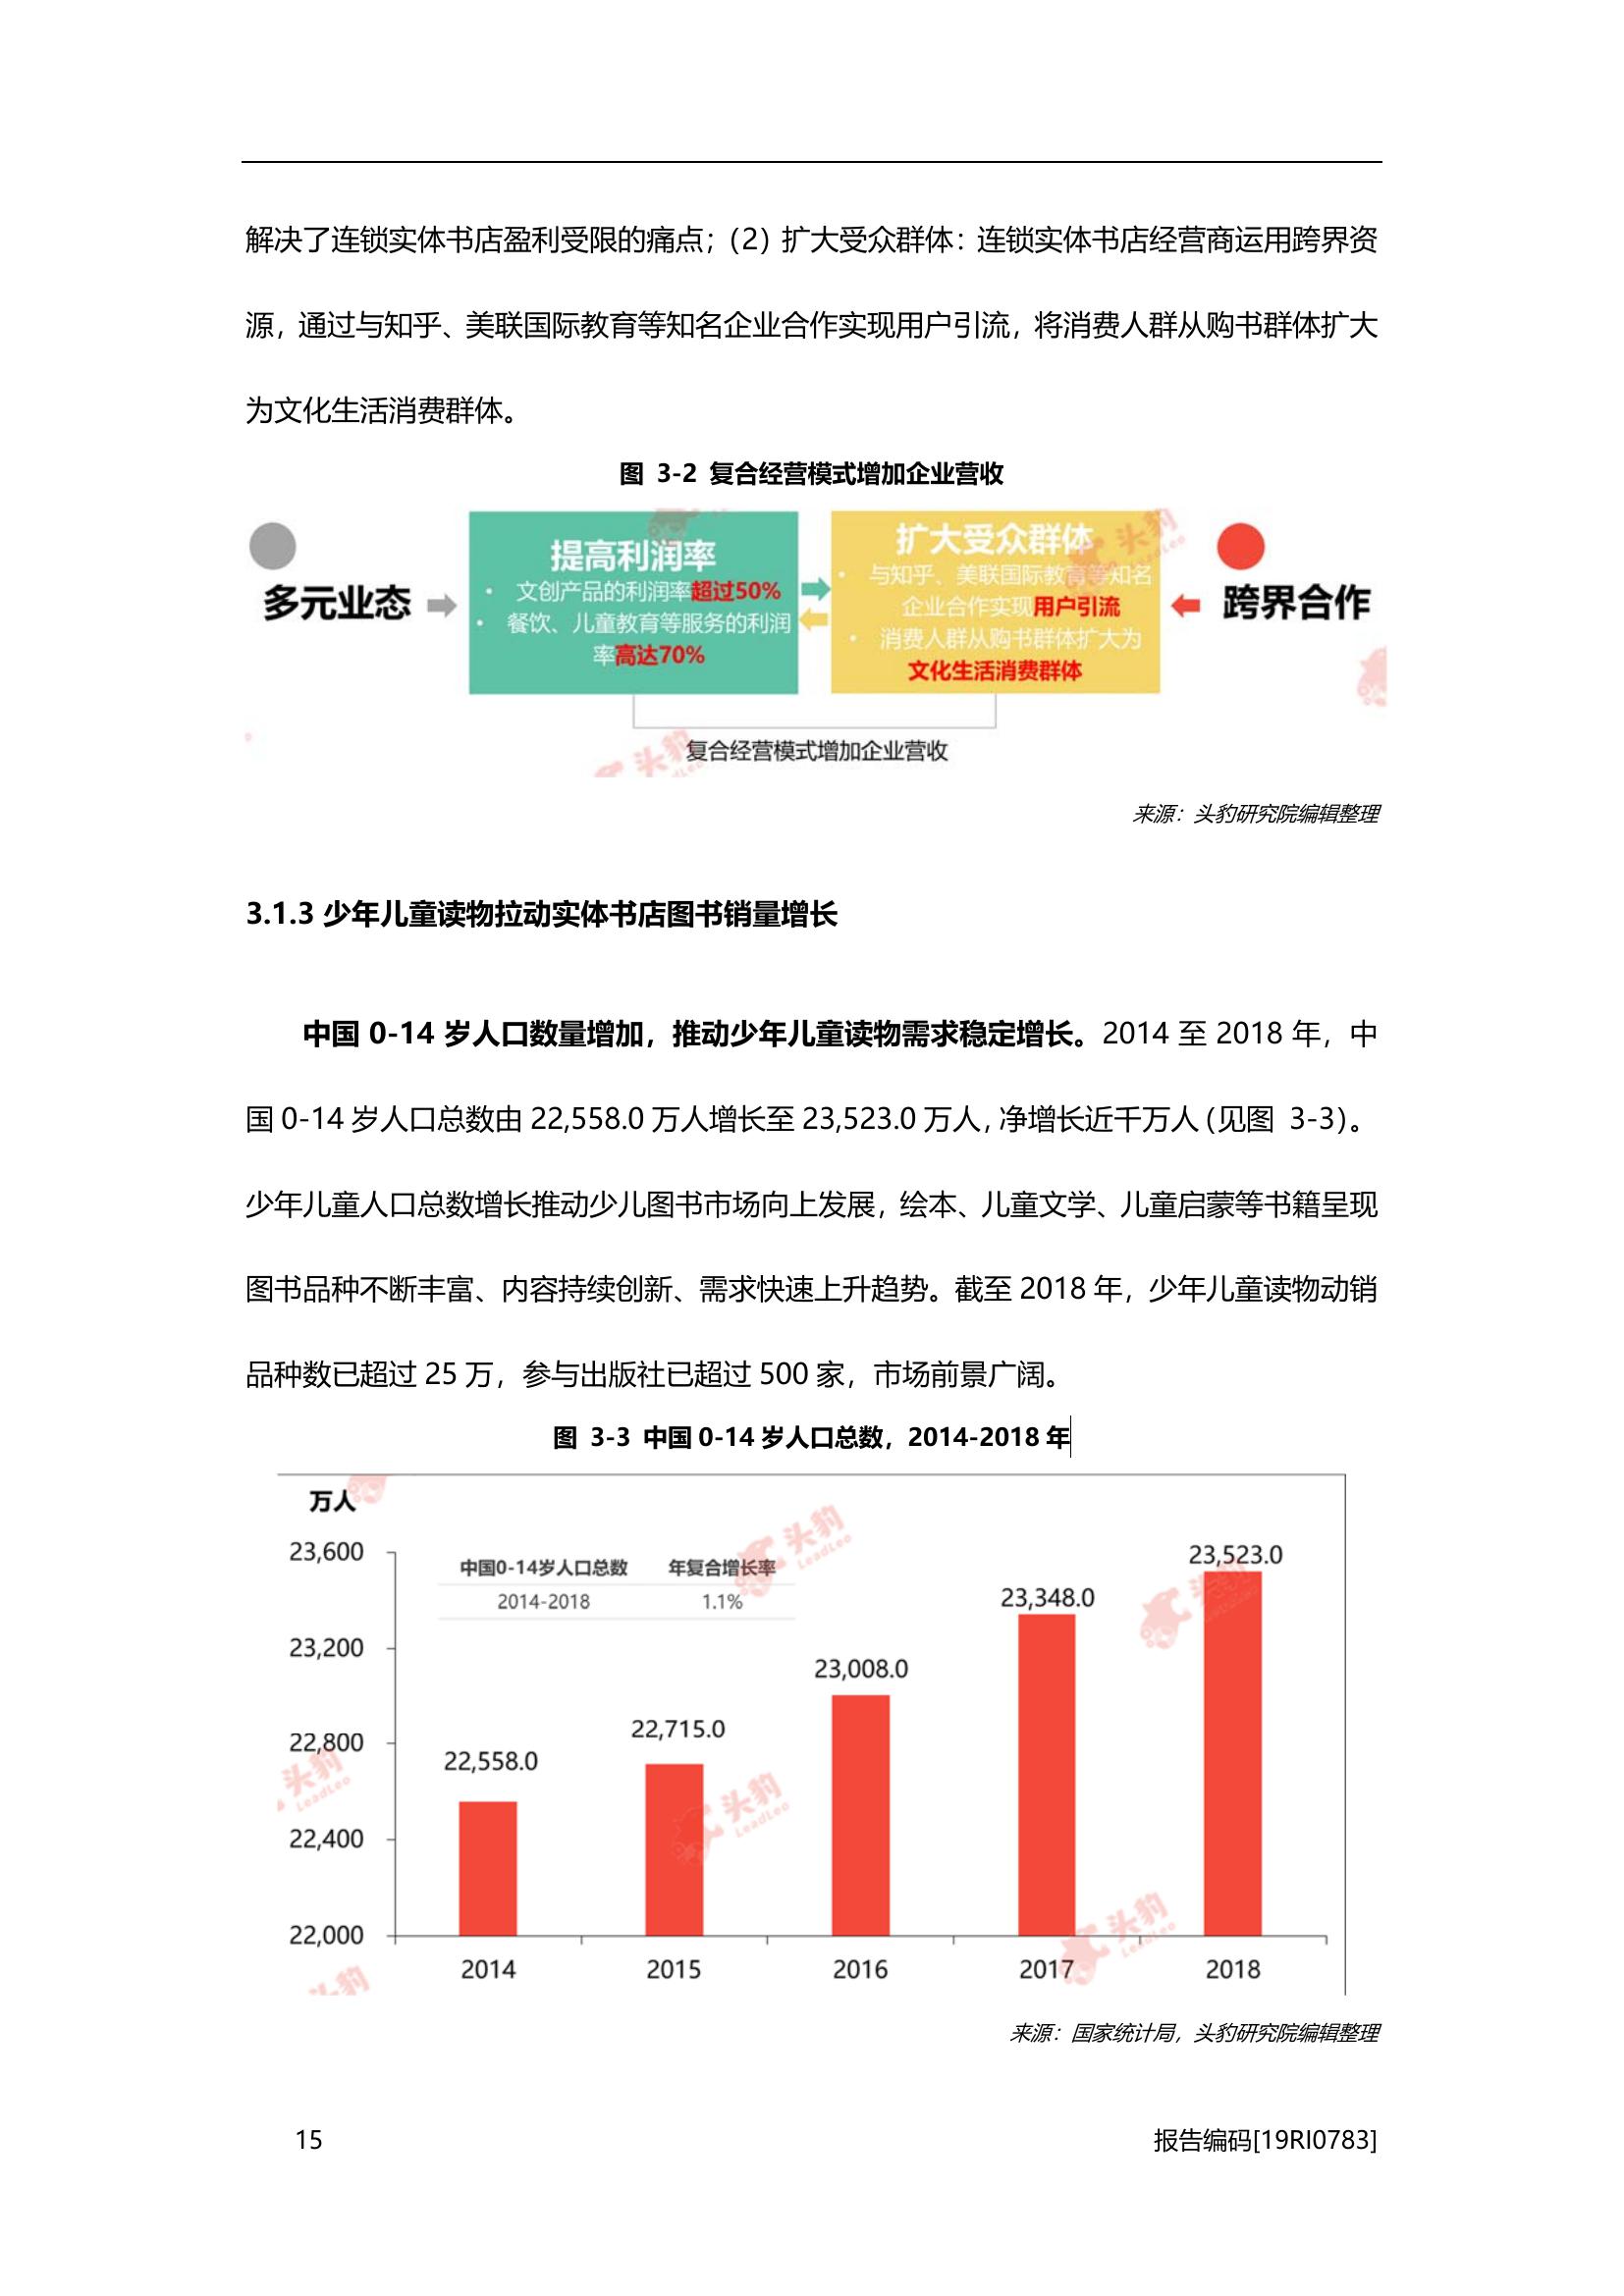 解决了连锁实体书店盈利受限的痛点；（2）扩大受众群体：连锁实体书店经营商运用跨界资
源，通过与知乎、美联国际教育等知名企业合作实现用户引流，将消费人群从购书群体扩大
为文化生活消费群体。
图 3-2 复合经营模式增加企业营收
多元业态
提高利润率
• 文创产品的利润率超过50%
• 餐饮、儿童教育等服务的利润
率高达70%
扩大受众群体
• 与知乎、美联国际教育等知名
企业合作实现用户引流
• 消费人群从购书群体扩大为
文化生活消费群体
跨界合作
复合经营模式增加企业营收
头豹
LeadLeo
来源：头豹研究院编辑整理
3.1.3 少年儿童读物拉动实体书店图书销量增长
中国 0-14 岁人口数量增加，推动少年儿童读物需求稳定增长。2014 至 2018 年，中
国 0-14 岁人口总数由 22,558.0 万人增长至 23,523.0 万人，净增长近千万人（见图 3-3）。
少年儿童人口总数增长推动少儿图书市场向上发展，绘本、儿童文学、儿童启蒙等书籍呈现
图书品种不断丰富、内容持续创新、需求快速上升趋势。截至 2018 年，少年儿童读物动销
品种数已超过 25 万，参与出版社已超过 500 家，市场前景广阔。
图 3-3 中国 0-14 岁人口总数，2014-2018 年
万人
23,600
23,200
22,800
22,400
22,000
中国0-14岁人口总数 年复合增长率
2014-2018 1.1%
22,558.0
22,715.0
23,008.0
23,348.0
23,523.0
2014 2015 2016 2017 2018
头豹
LeadLeo
来源：国家统计局，头豹研究院编辑整理
15 报告编码[19RI0783]